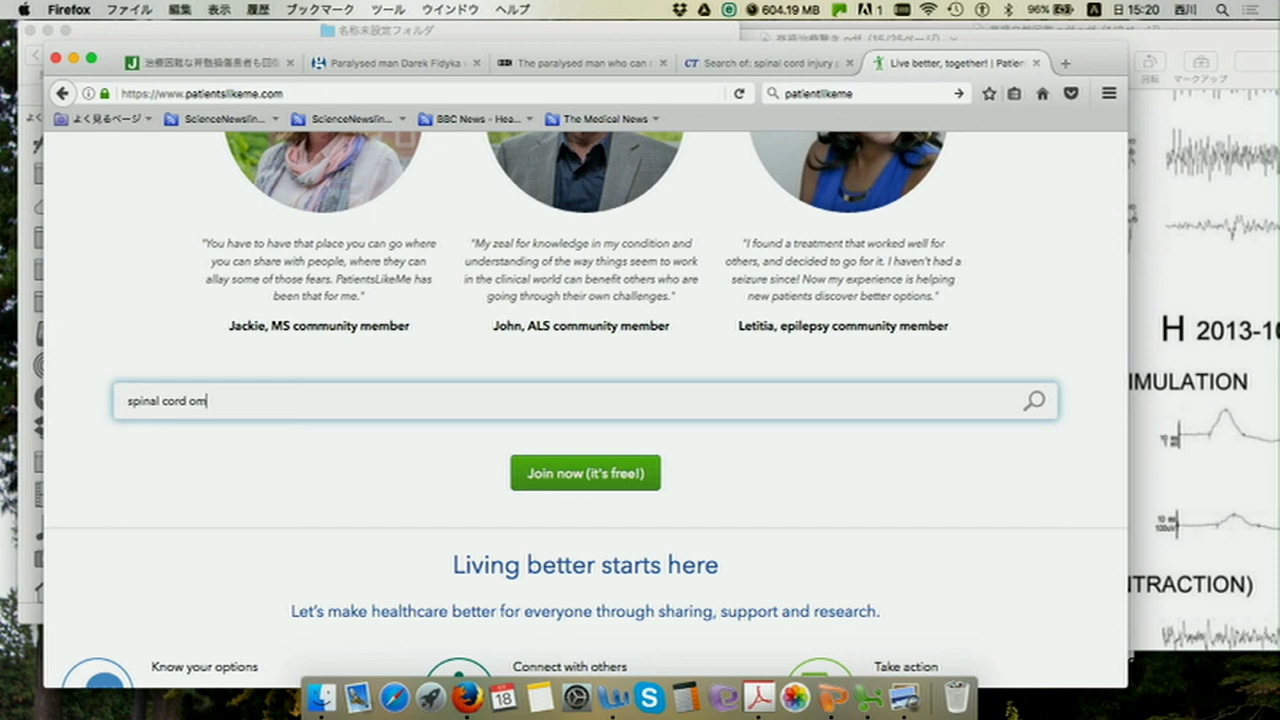 Firefox ファイル 編集 表示 履歴 ブックマーク ツール ウインドウ ヘルプ 604.19 MB 1 96% A 日 15:20 西川
名称未設定フォルダ
Paralysed man Darek Fidyka
The paralysed man who can
Search of: spinal cord injury
Live better, together! | Patien
https://www.patientslikeme.com
patientlikeme
回転 マークアップ
よく見るページ ScienceNewslin... ScienceNewslin... BBC News - Hea... The Medical News
"You have to have that place you can go where
you can share with people, where they can
allay some of those fears. PatientsLikeMe has
been that for me."
Jackie, MS community member
"My zeal for knowledge in my condition and
understanding of the way things seem to work
in the clinical world can benefit others who are
going through their own challenges."
John, ALS community member
"I found a treatment that worked well for
others, and decided to go for it. I haven't had a
seizure since! Now my experience is helping
new patients discover better options."
Letitia, epilepsy community member
H 2013-10
IMULATION
spinal cord om
Join now (it's free!)
Living better starts here
Let's make healthcare better for everyone through sharing, support and research.
NTRACTION)
Know your options
Connect with others
Take action
18